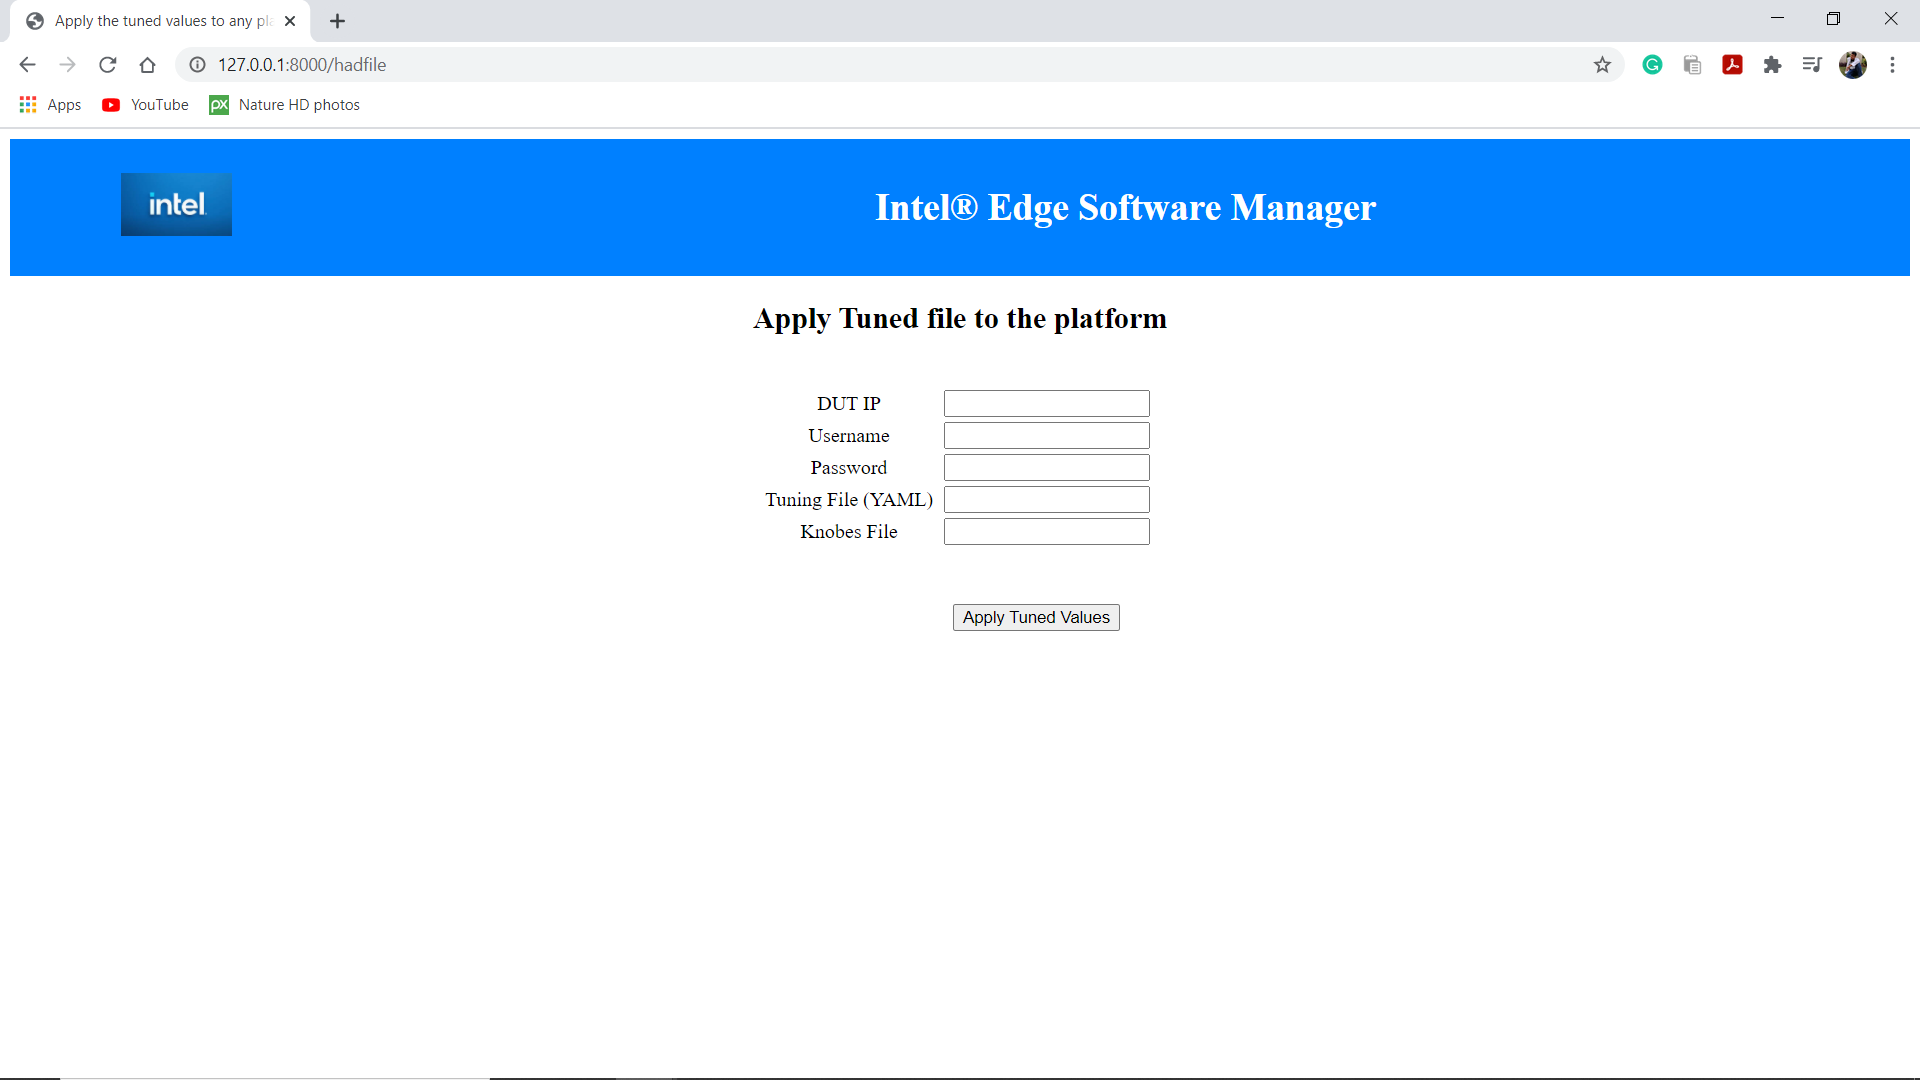 Apply the tuned values to any pla
127.0.0.1:8000/hadfile
Apps
YouTube
px
Nature HD photos
intel.
Intel® Edge Software Manager
Apply Tuned file to the platform
DUT IP
Username
Password
Tuning File (YAML)
Knobes File
Apply Tuned Values